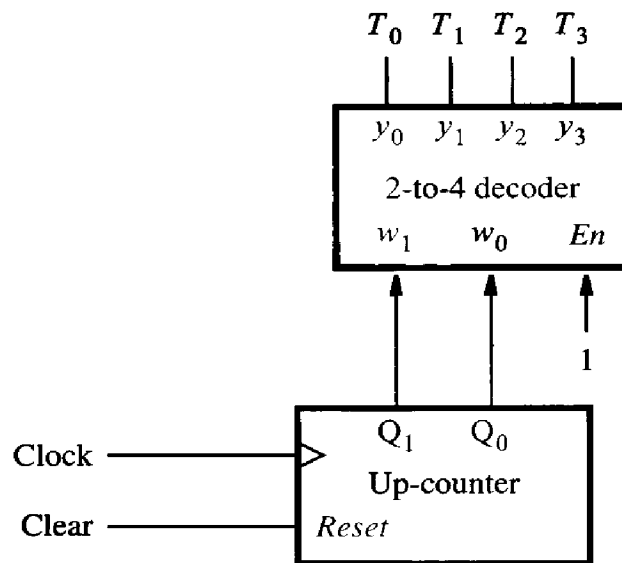 T₀ T₁ T₂ T₃
y₀ y₁ y₂ y₃
2-to-4 decoder
w₁ w₀ En
1
Q₁ Q₀
Clock
Up-counter
Clear Reset